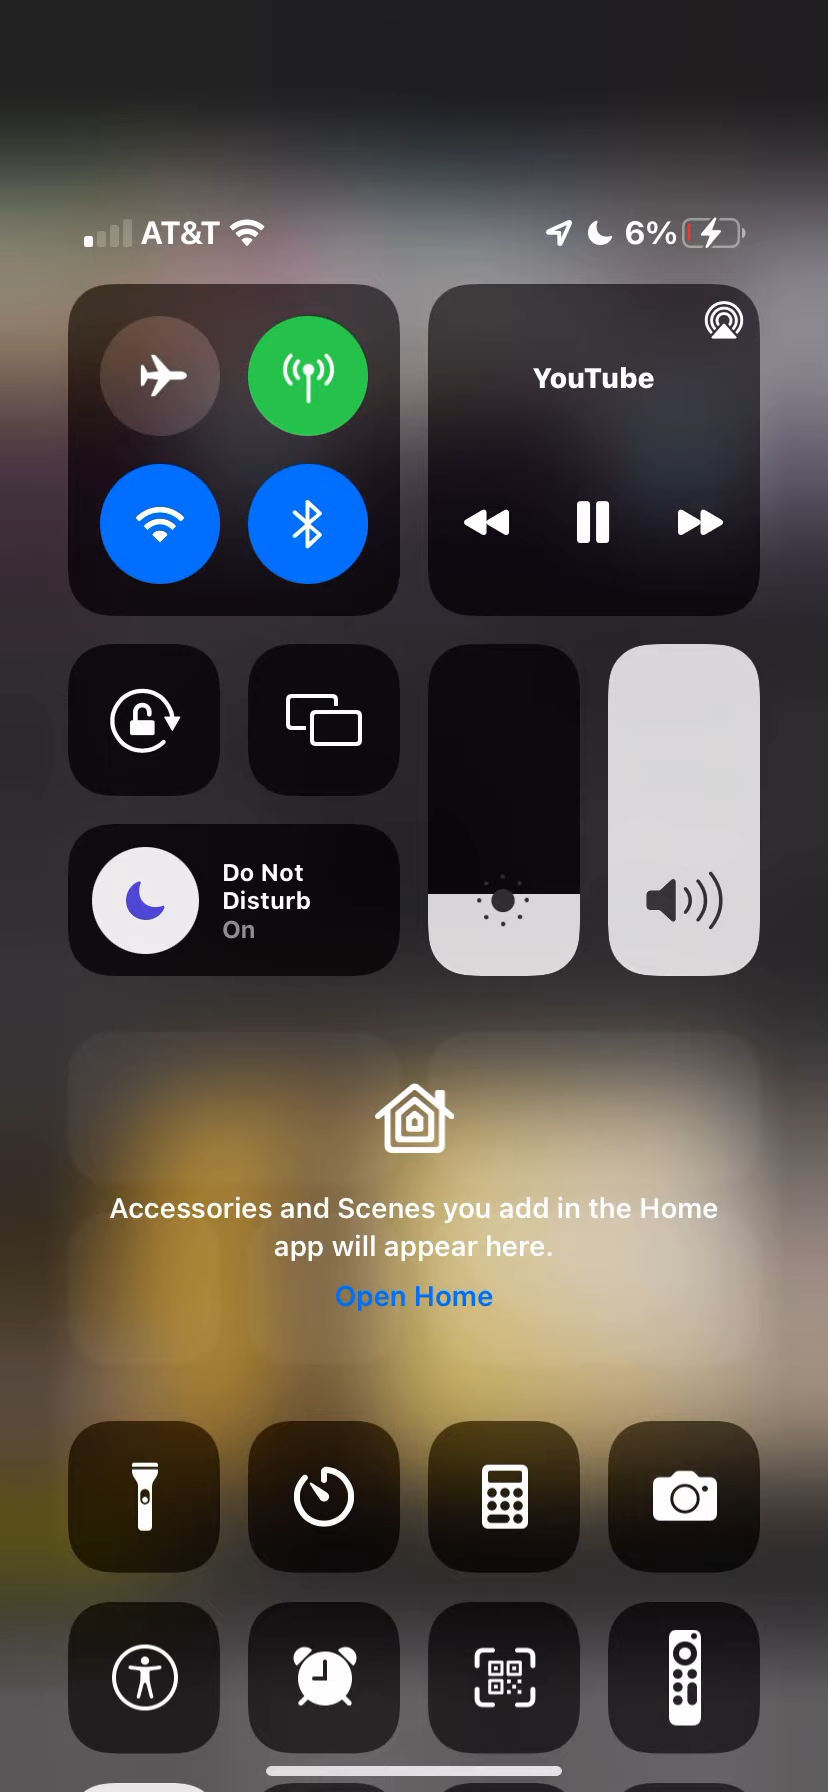 AT&T 6%
YouTube
Do Not
Disturb
On
Accessories and Scenes you add in the Home
app will appear here.
Open Home